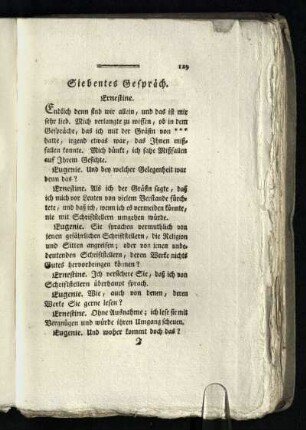 129
Siebentes Gespräch.
Ernestine.
Endlich denn sind wir allein, und das ist mir
sehr lieb. Mich verlangte zu wissen, ob in dem
Gespräche, das ich mit der Gräfin von ***
hatte, irgend etwas war, das Ihnen miß-
fallen konnte. Mich dünkt, ich sahe Mißfallen
auf Ihrem Gesichte.
Eugenie. Und bey welcher Gelegenheit war
denn das?
Ernestine. Als ich der Gräfin sagte, daß
ich mich vor Leuten von vielem Verstande fürch-
tete, und daß ich, wenn ich es vermeiden könnte,
nie mit Schriftstellern umgehen würde.
Eugenie. Sie sprachen vermuthlich von
jenen gefährlichen Schriftstellern, die Religion
und Sitten angreifen; oder von jenen unbe-
deutenden Schriftstellern, deren Werke nichts
Gutes hervorbringen können?
Ernestine. Ich versichere Sie, daß ich von
Schriftstellern überhaupt sprach.
Eugenie. Wie, auch von denen, deren
Werke Sie gerne lesen?
Ernestine. Ohne Ausnahme; ich lese sie mit
Vergnügen und würde ihren Umgang scheuen.
Eugenie. Und woher kommt doch das?
J